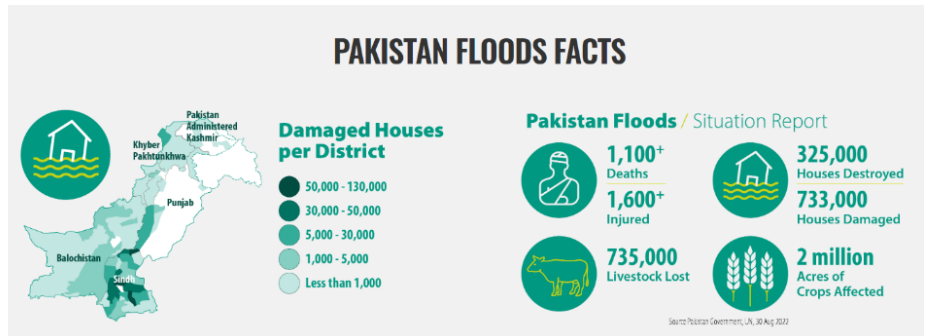 PAKISTAN FLOODS FACTS
Pakistan
Administered
Kashmir
Khyber
Pakhtunkhwa
Punjab
Balochistan
Sindh
Damaged Houses
per District
50,000 - 130,000
30,000 - 50,000
5,000 - 30,000
1,000 - 5,000
Less than 1,000
Pakistan Floods / Situation Report
1,100+
Deaths
1,600+
Injured
325,000
Houses Destroyed
733,000
Houses Damaged
735,000
Livestock Lost
2 million
Acres of
Crops Affected
Source Pakistan Government, UN, 30 Aug 2022